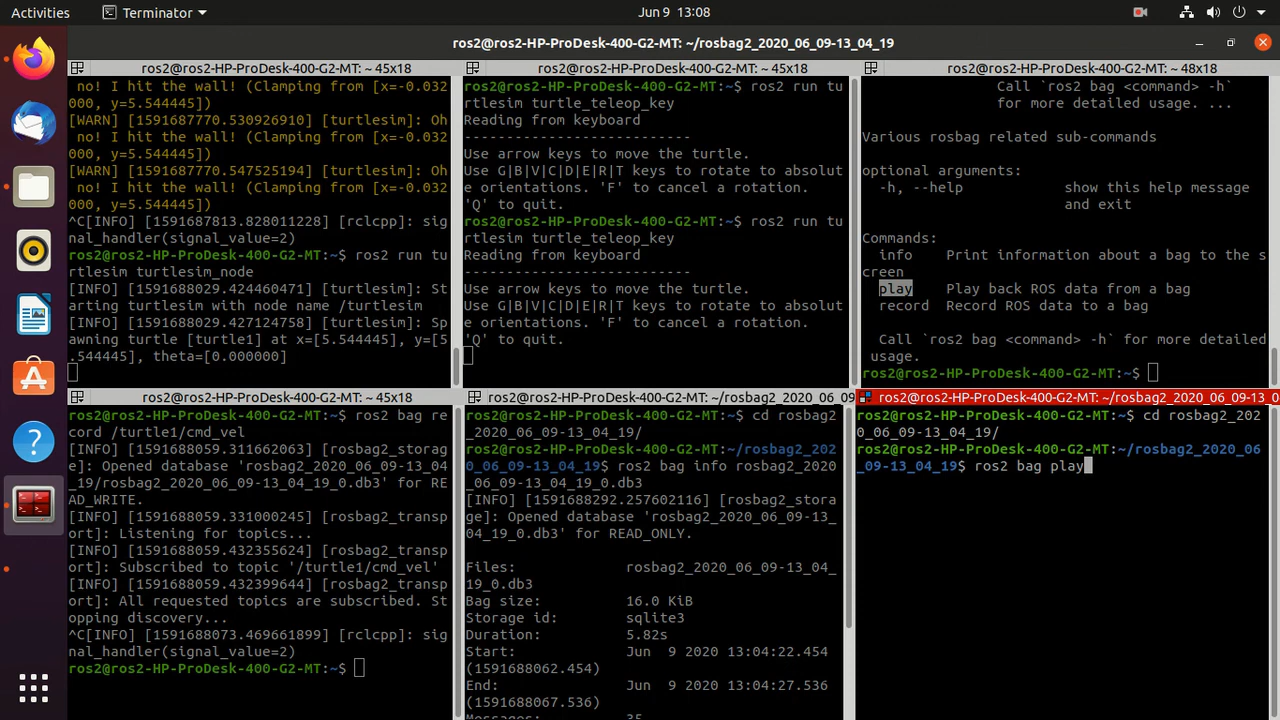 Activities
Terminator
Jun 9 13:08
ros2@ros2-HP-ProDesk-400-G2-MT: ~/rosbag2_2020_06_09-13_04_19
ros2@ros2-HP-ProDesk-400-G2-MT: ~ 45x18
no! I hit the wall! (Clamping from [x=-0.032
000, y=5.544445])
[WARN] [1591687770.530926910] [turtlesim]: Oh
no! I hit the wall! (Clamping from [x=-0.032
000, y=5.544445])
[WARN] [1591687770.547525194] [turtlesim]: Oh
no! I hit the wall! (Clamping from [x=-0.032
000, y=5.544445])
^C[INFO] [1591687813.828011228] [rclcpp]: sig
nal_handler(signal_value=2)
ros2@ros2-HP-ProDesk-400-G2-MT:~$ ros2 run tu
rtlesim turtlesim_node
[INFO] [1591688029.424460471] [turtlesim]: St
arting turtlesim with node name /turtlesim
[INFO] [1591688029.427124758] [turtlesim]: Sp
awning turtle [turtle1] at x=[5.544445], y=[5
.544445], theta=[0.000000]
ros2@ros2-HP-ProDesk-400-G2-MT: ~ 45x18
ros2@ros2-HP-ProDesk-400-G2-MT:~$ ros2 run tu
rtlesim turtle_teleop_key
Reading from keyboard
---------------------------
Use arrow keys to move the turtle.
Use G|B|V|C|D|E|R|T keys to rotate to absolut
e orientations. 'F' to cancel a rotation.
'Q' to quit.
ros2@ros2-HP-ProDesk-400-G2-MT:~$ ros2 run tu
rtlesim turtle_teleop_key
Reading from keyboard
---------------------------
Use arrow keys to move the turtle.
Use G|B|V|C|D|E|R|T keys to rotate to absolut
e orientations. 'F' to cancel a rotation.
'Q' to quit.
ros2@ros2-HP-ProDesk-400-G2-MT: ~ 48x18
Call `ros2 bag <command> -h`
for more detailed usage. ...
Various rosbag related sub-commands
optional arguments:
-h, --help show this help message
and exit
Commands:
info Print information about a bag to the s
creen
play Play back ROS data from a bag
record Record ROS data to a bag
Call `ros2 bag <command> -h` for more detailed
usage.
ros2@ros2-HP-ProDesk-400-G2-MT:~$
ros2@ros2-HP-ProDesk-400-G2-MT: ~ 45x18
ros2@ros2-HP-ProDesk-400-G2-MT:~$ ros2 bag re
cord /turtle1/cmd_vel
[INFO] [1591688059.311662063] [rosbag2_storag
e]: Opened database 'rosbag2_2020_06_09-13_04
_19/rosbag2_2020_06_09-13_04_19_0.db3' for RE
AD_WRITE.
[INFO] [1591688059.331000245] [rosbag2_transp
ort]: Listening for topics...
[INFO] [1591688059.432355624] [rosbag2_transp
ort]: Subscribed to topic '/turtle1/cmd_vel'
[INFO] [1591688059.432399644] [rosbag2_transp
ort]: All requested topics are subscribed. St
opping discovery...
^C[INFO] [1591688073.469661899] [rclcpp]: sig
nal_handler(signal_value=2)
ros2@ros2-HP-ProDesk-400-G2-MT:~$
ros2@ros2-HP-ProDesk-400-G2-MT: ~/rosbag2_2020_06_09
ros2@ros2-HP-ProDesk-400-G2-MT:~$ cd rosbag2
_2020_06_09-13_04_19/
ros2@ros2-HP-ProDesk-400-G2-MT:~/rosbag2_202
0_06_09-13_04_19$ ros2 bag info rosbag2_2020
_06_09-13_04_19_0.db3
[INFO] [1591688292.257602116] [rosbag2_stora
ge]: Opened database 'rosbag2_2020_06_09-13_
04_19_0.db3' for READ_ONLY.
Files: rosbag2_2020_06_09-13_04_
19_0.db3
Bag size: 16.0 KiB
Storage id: sqlite3
Duration: 5.82s
Start: Jun 9 2020 13:04:22.454
(1591688062.454)
End: Jun 9 2020 13:04:27.536
(1591688067.536)
Messages: 35
ros2@ros2-HP-ProDesk-400-G2-MT: ~/rosbag2_2020_06_09-13_0
ros2@ros2-HP-ProDesk-400-G2-MT:~$ cd rosbag2_202
0_06_09-13_04_19/
ros2@ros2-HP-ProDesk-400-G2-MT:~/rosbag2_2020_06
_09-13_04_19$ ros2 bag play